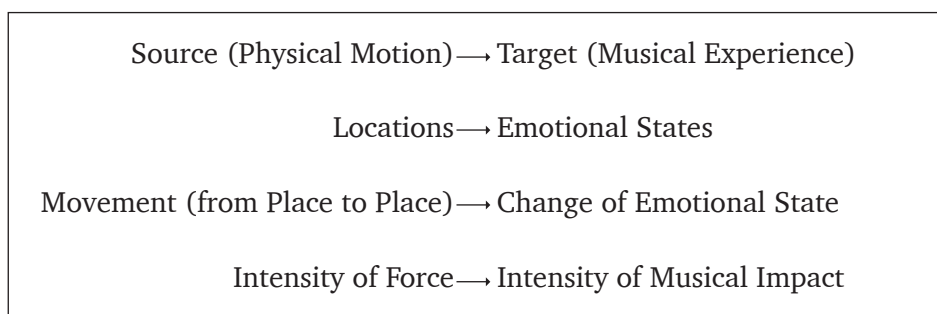 Source (Physical Motion) → Target (Musical Experience)
Locations → Emotional States
Movement (from Place to Place) → Change of Emotional State
Intensity of Force → Intensity of Musical Impact